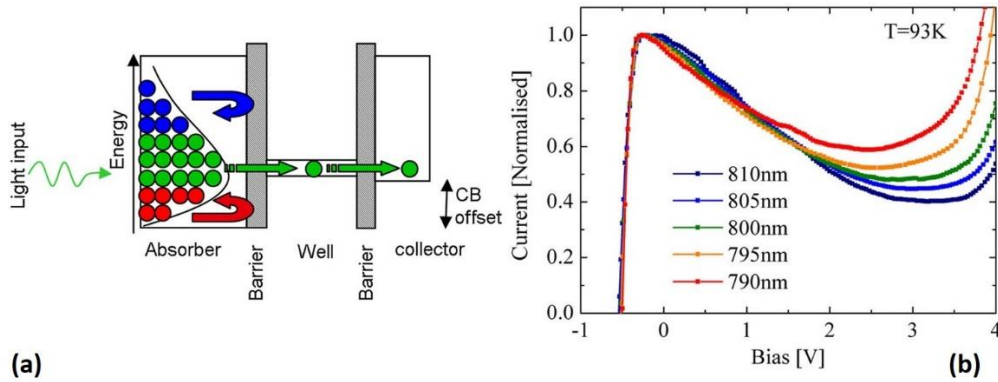 Light input
Energy
Absorber
Barrier
Well
Barrier
collector
CB
offset
(a)
Current [Normalised]
1.0
0.8
0.6
0.4
0.2
0.0
T=93K
810nm
805nm
800nm
795nm
790nm
-1
0
1
2
3
4
Bias [V]
(b)